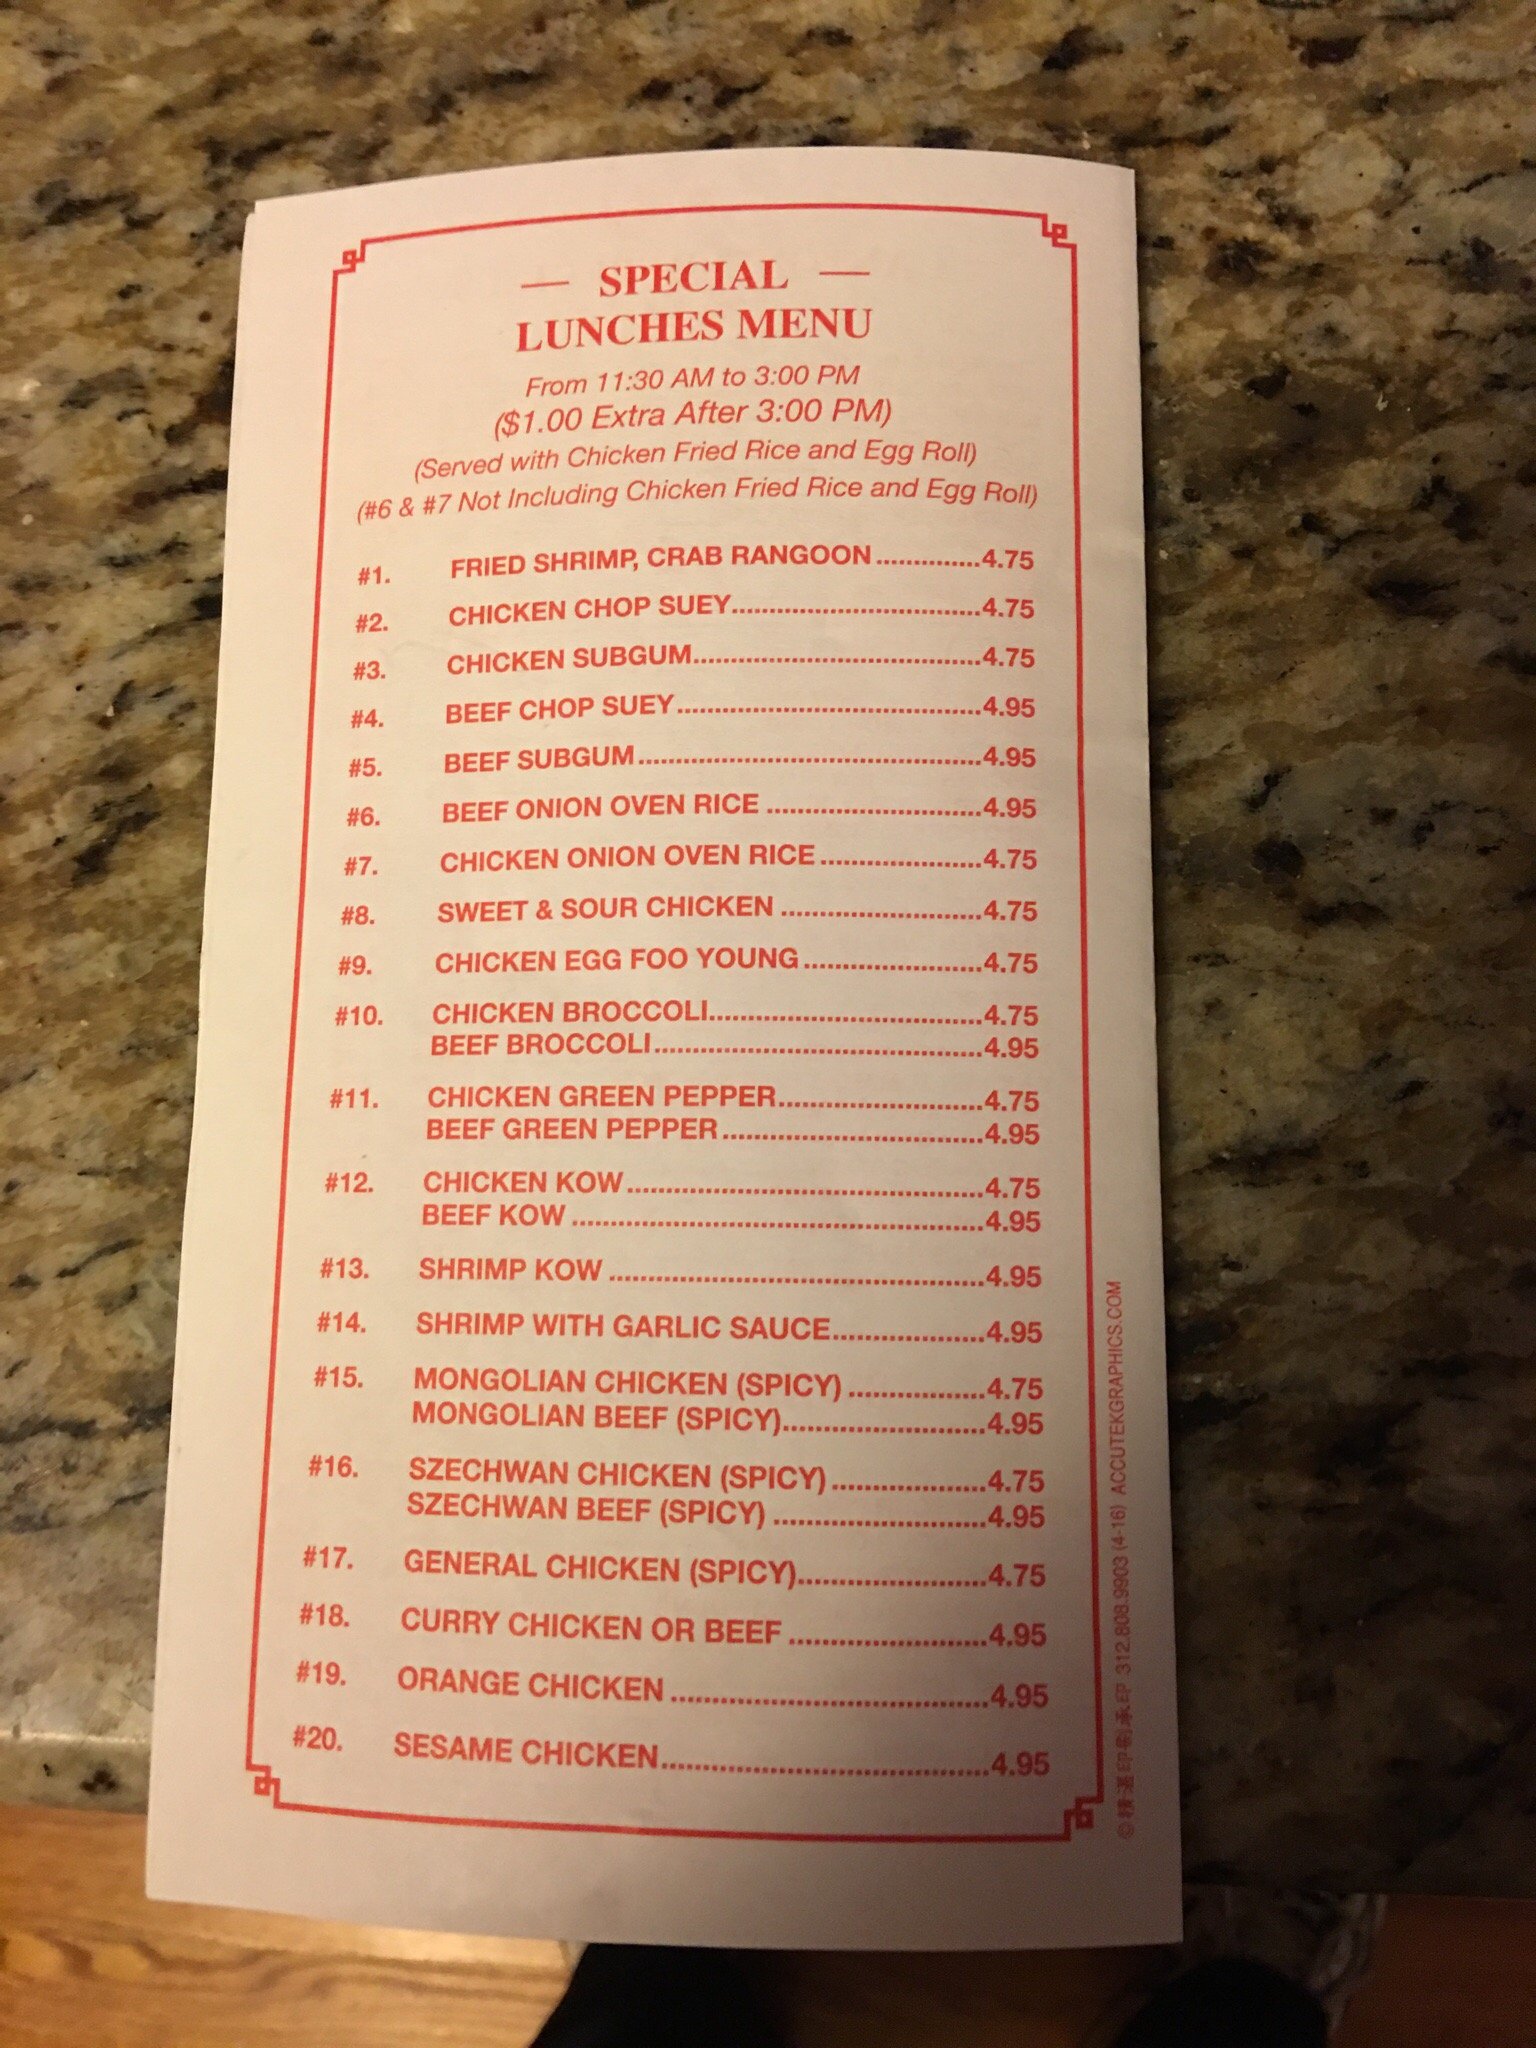 — SPECIAL —
LUNCHES MENU
From 11:30 AM to 3:00 PM
($1.00 Extra After 3:00 PM)
(Served with Chicken Fried Rice and Egg Roll)
(#6 & #7 Not Including Chicken Fried Rice and Egg Roll)
#1. FRIED SHRIMP, CRAB RANGOON..............4.75
#2. CHICKEN CHOP SUEY................................4.75
#3. CHICKEN SUBGUM.....................................4.75
#4. BEEF CHOP SUEY.......................................4.95
#5. BEEF SUBGUM............................................4.95
#6. BEEF ONION OVEN RICE ............................4.95
#7. CHICKEN ONION OVEN RICE.....................4.75
#8. SWEET & SOUR CHICKEN ..........................4.75
#9. CHICKEN EGG FOO YOUNG.......................4.75
#10. CHICKEN BROCCOLI...................................4.75
BEEF BROCCOLI..........................................4.95
#11. CHICKEN GREEN PEPPER..........................4.75
BEEF GREEN PEPPER.................................4.95
#12. CHICKEN KOW.............................................4.75
BEEF KOW ....................................................4.95
#13. SHRIMP KOW ...............................................4.95
#14. SHRIMP WITH GARLIC SAUCE...................4.95
#15. MONGOLIAN CHICKEN (SPICY).................4.75
MONGOLIAN BEEF (SPICY).........................4.95
#16. SZECHWAN CHICKEN (SPICY)...................4.75
SZECHWAN BEEF (SPICY) ..........................4.95
#17. GENERAL CHICKEN (SPICY).......................4.75
#18. CURRY CHICKEN OR BEEF ........................4.95
#19. ORANGE CHICKEN ......................................4.95
#20. SESAME CHICKEN.......................................4.95
© 印刷承印 312.808.9903 (4-16) ACCUTEKGRAPHICS.COM